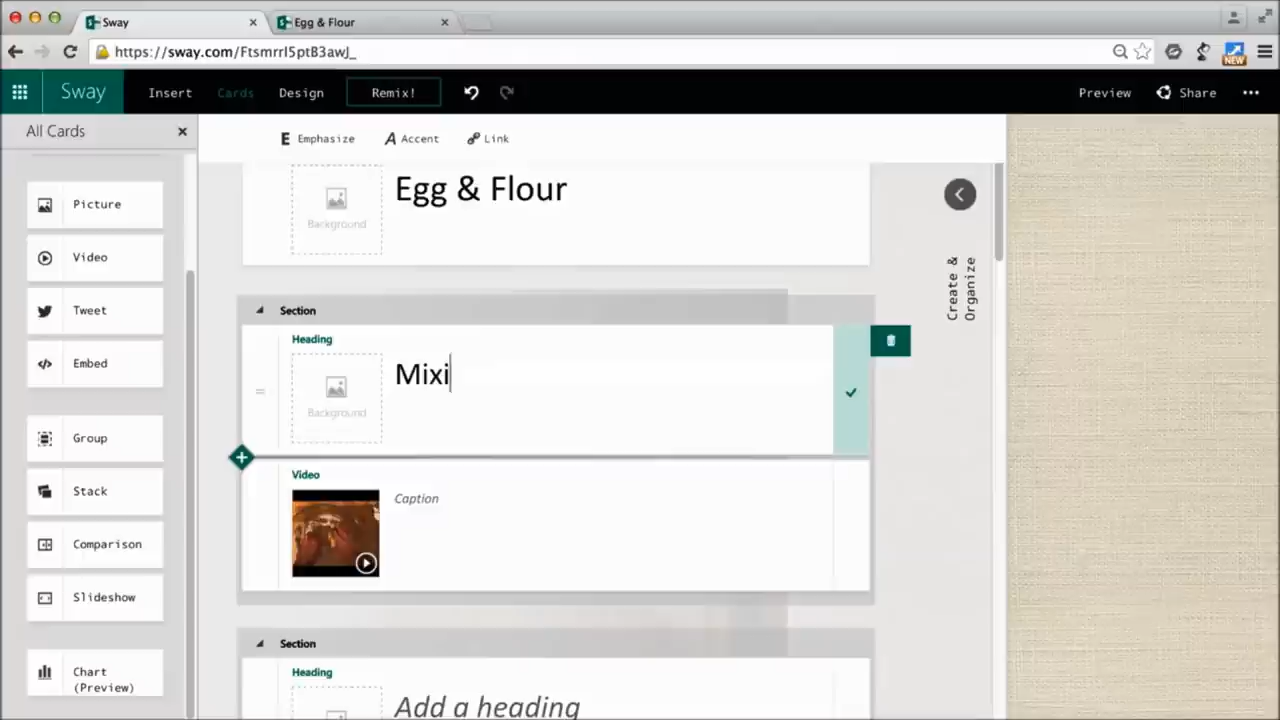 Sway
Egg & Flour
https://sway.com/FtsmrrI5ptB3awJ_
NEW
Sway
Insert
Cards
Design
Remix!
Preview
Share
All Cards
Emphasize
Accent
Link
Picture
Video
Tweet
Embed
Group
Stack
Comparison
Slideshow
Chart
(Preview)
Background
Egg & Flour
Create &
Organize
Section
Heading
Background
Mixi
Video
Caption
Section
Heading
Add a heading